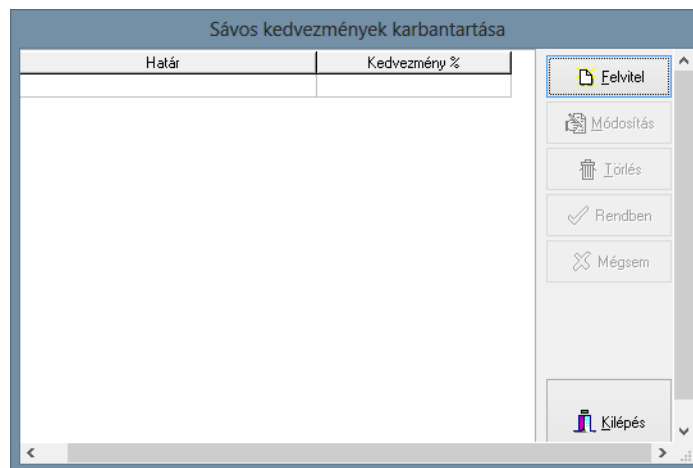 Sávos kedvezmények karbantartása
Határ Kedvezmény %
Felvitel
Módosítás
Törlés
Rendben
Mégsem
Kilépés